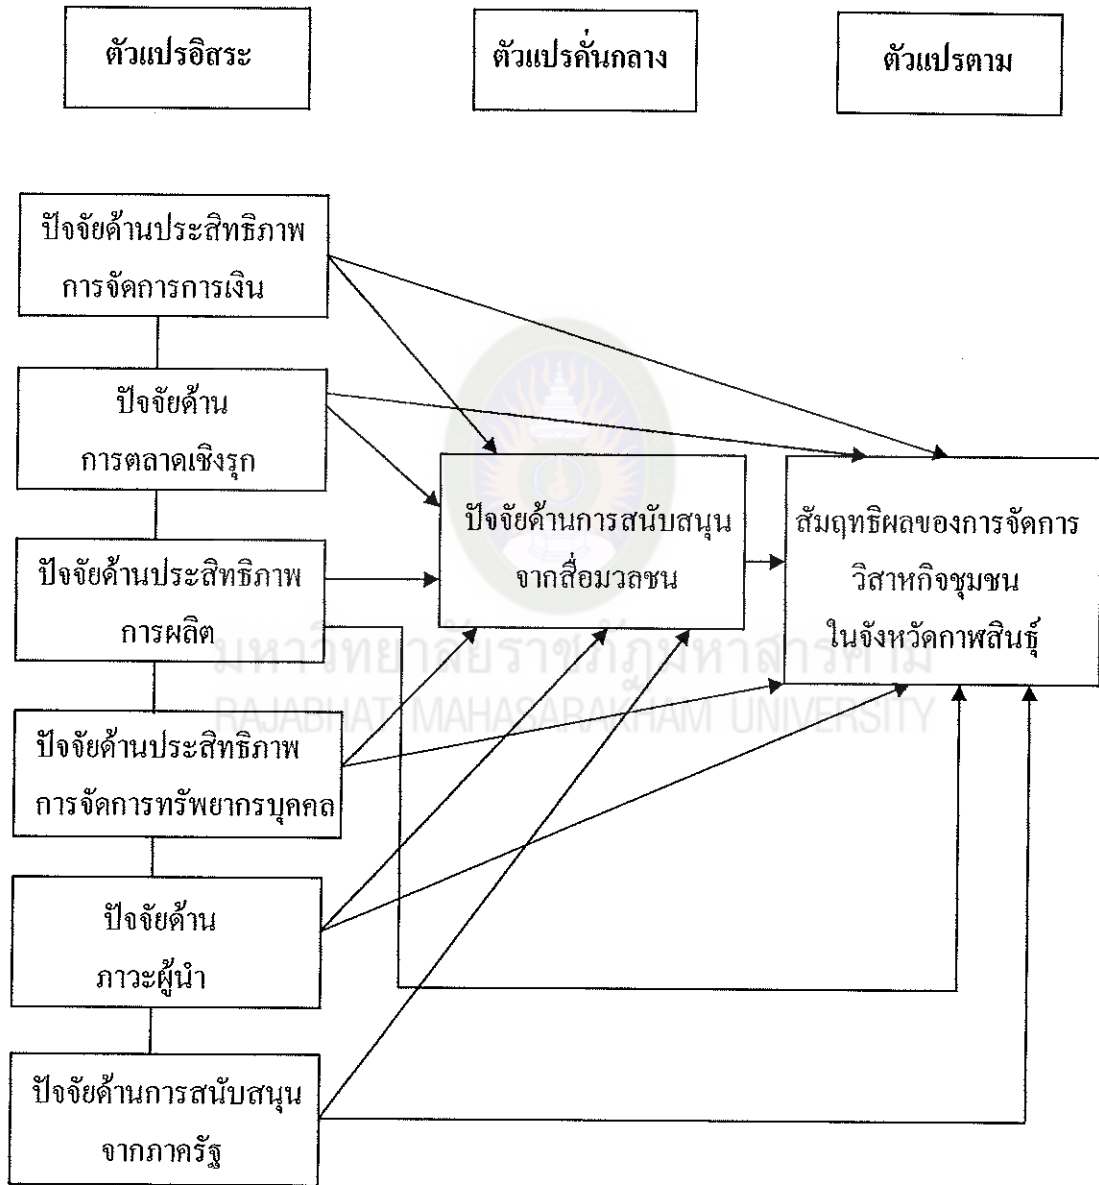 ตัวแปรอิสระ
ตัวแปรคั่นกลาง
ตัวแปรตาม
ปัจจัยด้านประสิทธิภาพ
การจัดการการเงิน
ปัจจัยด้าน
การตลาดเชิงรุก
ปัจจัยด้านประสิทธิภาพ
การผลิต
ปัจจัยด้านประสิทธิภาพ
การจัดการทรัพยากรบุคคล
ปัจจัยด้าน
ภาวะผู้นำ
ปัจจัยด้านการสนับสนุน
จากภาครัฐ
ปัจจัยด้านการสนับสนุน
จากสื่อมวลชน
สัมฤทธิผลของการจัดการ
วิสาหกิจชุมชน
ในจังหวัดกาฬสินธุ์
มหาวิทยาลัยราชภัฏมหาสารคาม
RAJABHAT MAHASARAKHAM UNIVERSITY